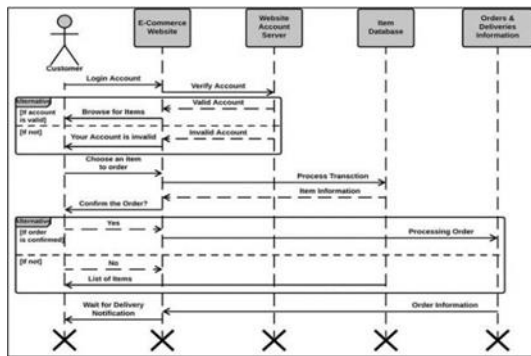 E-Commerce
Website
Website
Account
Server
Item
Database
Orders &
Deliveries
Information
Customer
Login Account
Verify Account
Alternative
Valid Account
[If account
is valid]
Browse for Items
[If not]
Your Account is invalid
Invalid Account
Choose an item
to order
Process Transction
Item Information
Confirm the Order?
Alternative
Yes
[If order
is confirmed]
Processing Order
[If not]
No
List of Items
Order Information
Wait for Delivery
Notification